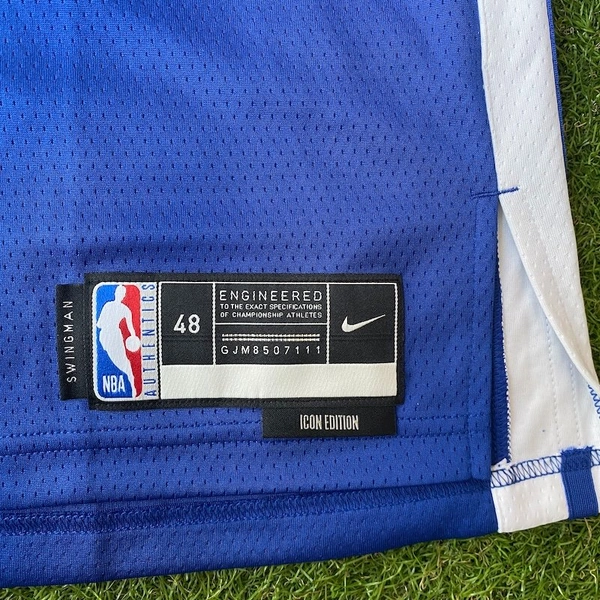 SWINGMAN
NBA
AUTHENTICS
48
ENGINEERED
TO THE EXACT SPECIFICATIONS
OF CHAMPIONSHIP ATHLETES
GJM8507111
ICON EDITION